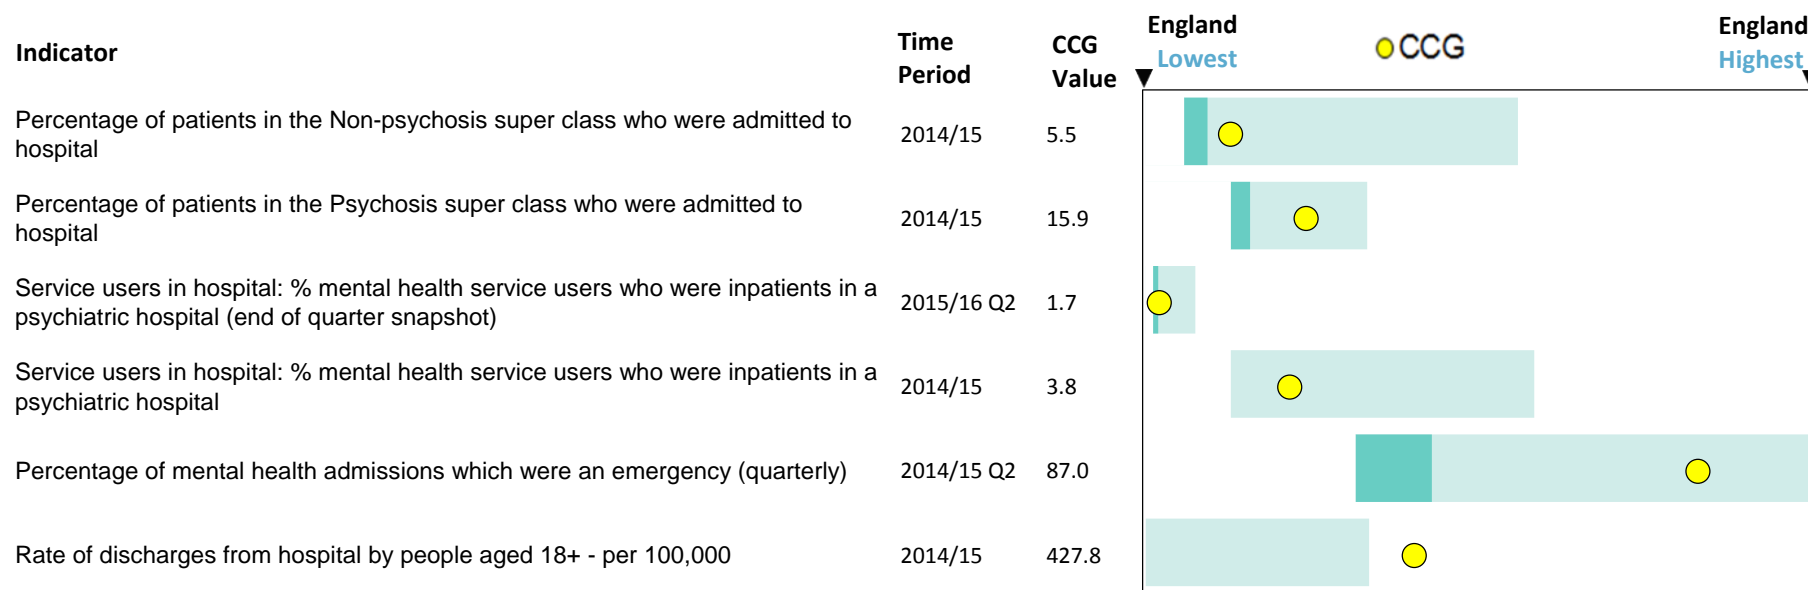 Indicator
Time Period
CCG Value
England Lowest
CCG
England Highest
Percentage of patients in the Non-psychosis super class who were admitted to
hospital
2014/15
5.5
Percentage of patients in the Psychosis super class who were admitted to
hospital
2014/15
15.9
Service users in hospital: % mental health service users who were inpatients in a
psychiatric hospital (end of quarter snapshot)
2015/16 Q2
1.7
Service users in hospital: % mental health service users who were inpatients in a
psychiatric hospital
2014/15
3.8
Percentage of mental health admissions which were an emergency (quarterly)
2014/15 Q2
87.0
Rate of discharges from hospital by people aged 18+ - per 100,000
2014/15
427.8